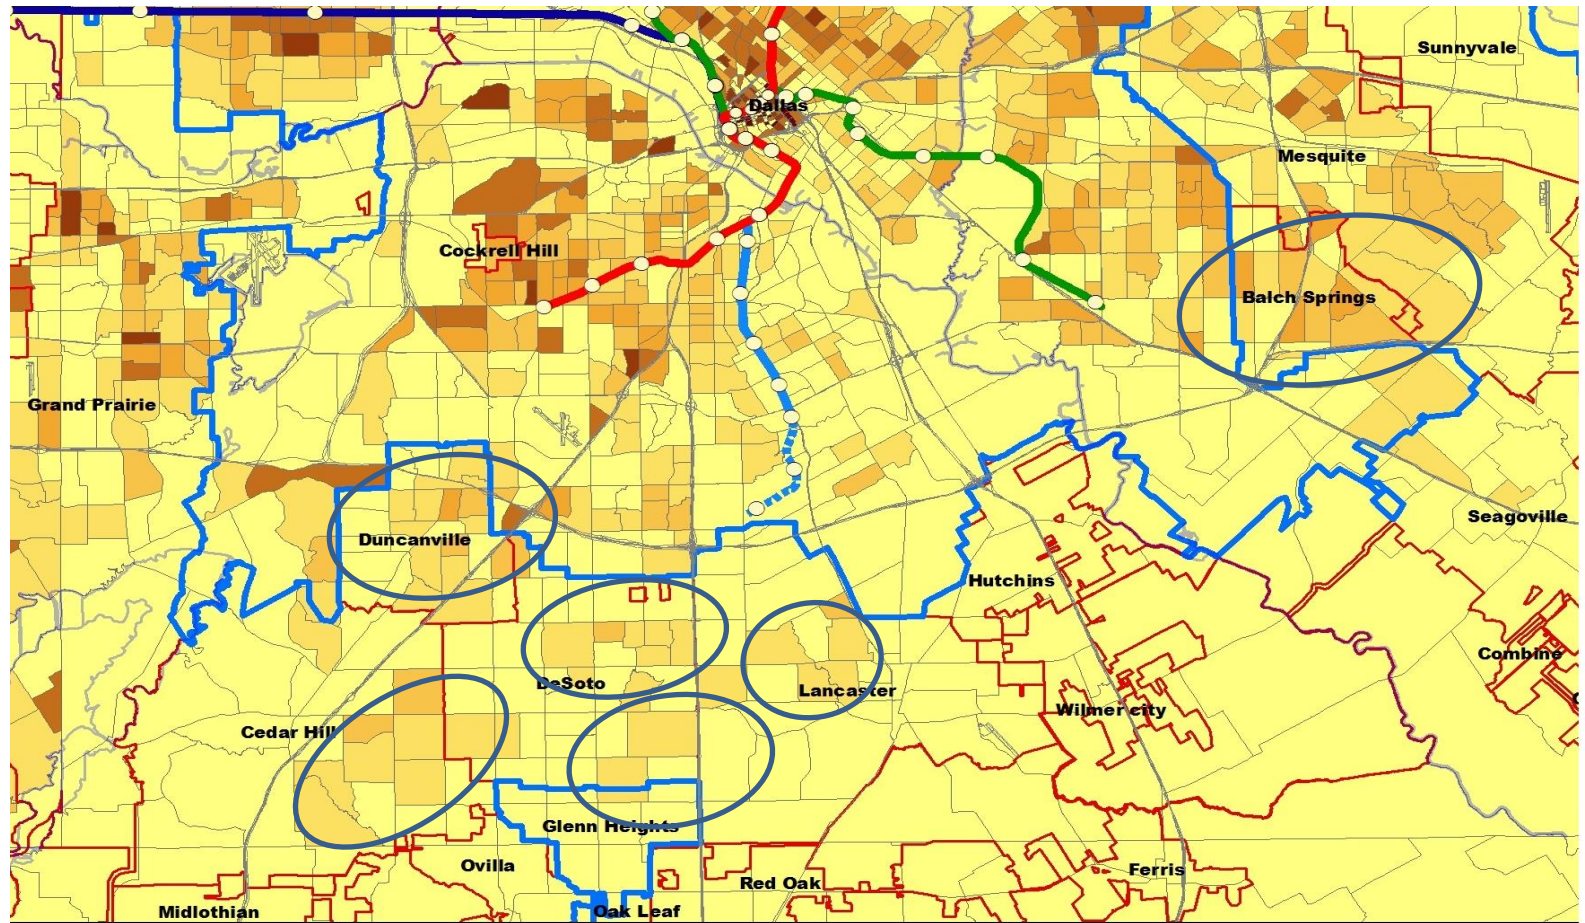 Sunnyvale
Dallas
Mesquite
Cockrell Hill
Balch Springs
Grand Prairie
Seagoville
Duncanville
Hutchins
Combine
DeSoto
Lancaster
Wilmer city
Cedar Hill
Glenn Heights
Ovilla
Ferris
Red Oak
Midlothian
Oak Leaf